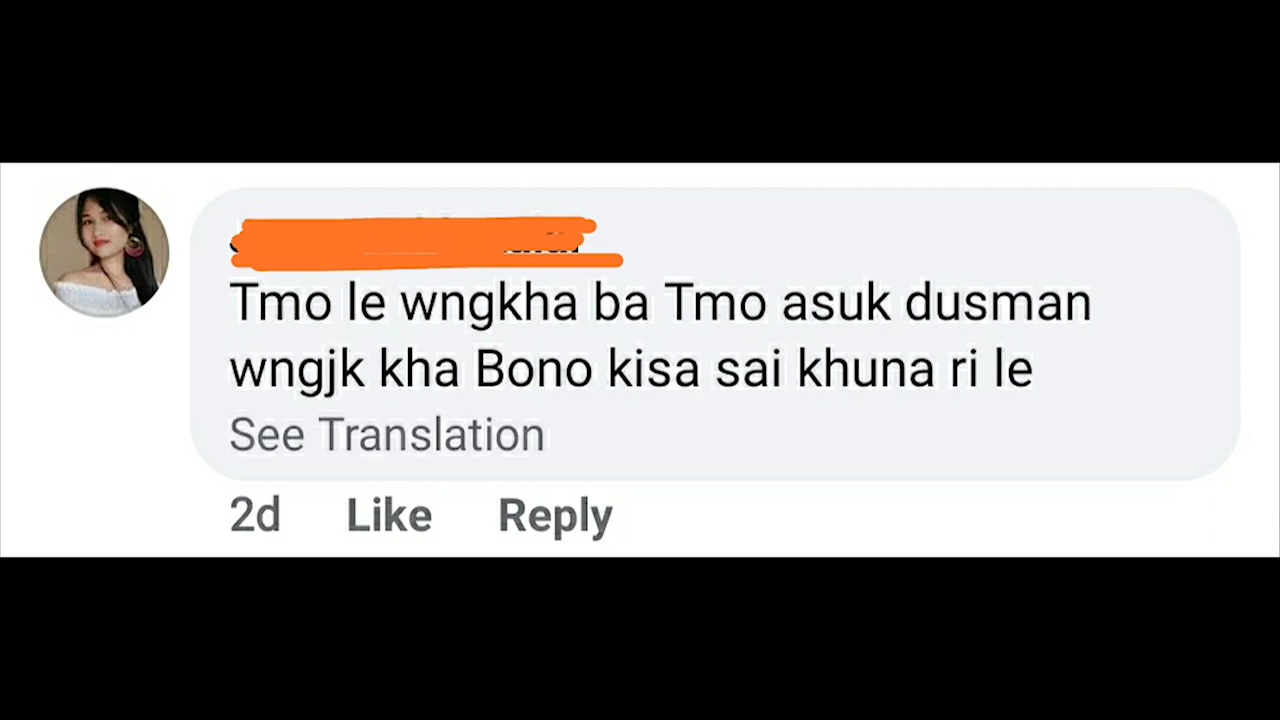 Tmo le wngkha ba Tmo asuk dusman
wngjk kha Bono kisa sai khuna ri le
See Translation
2d Like Reply